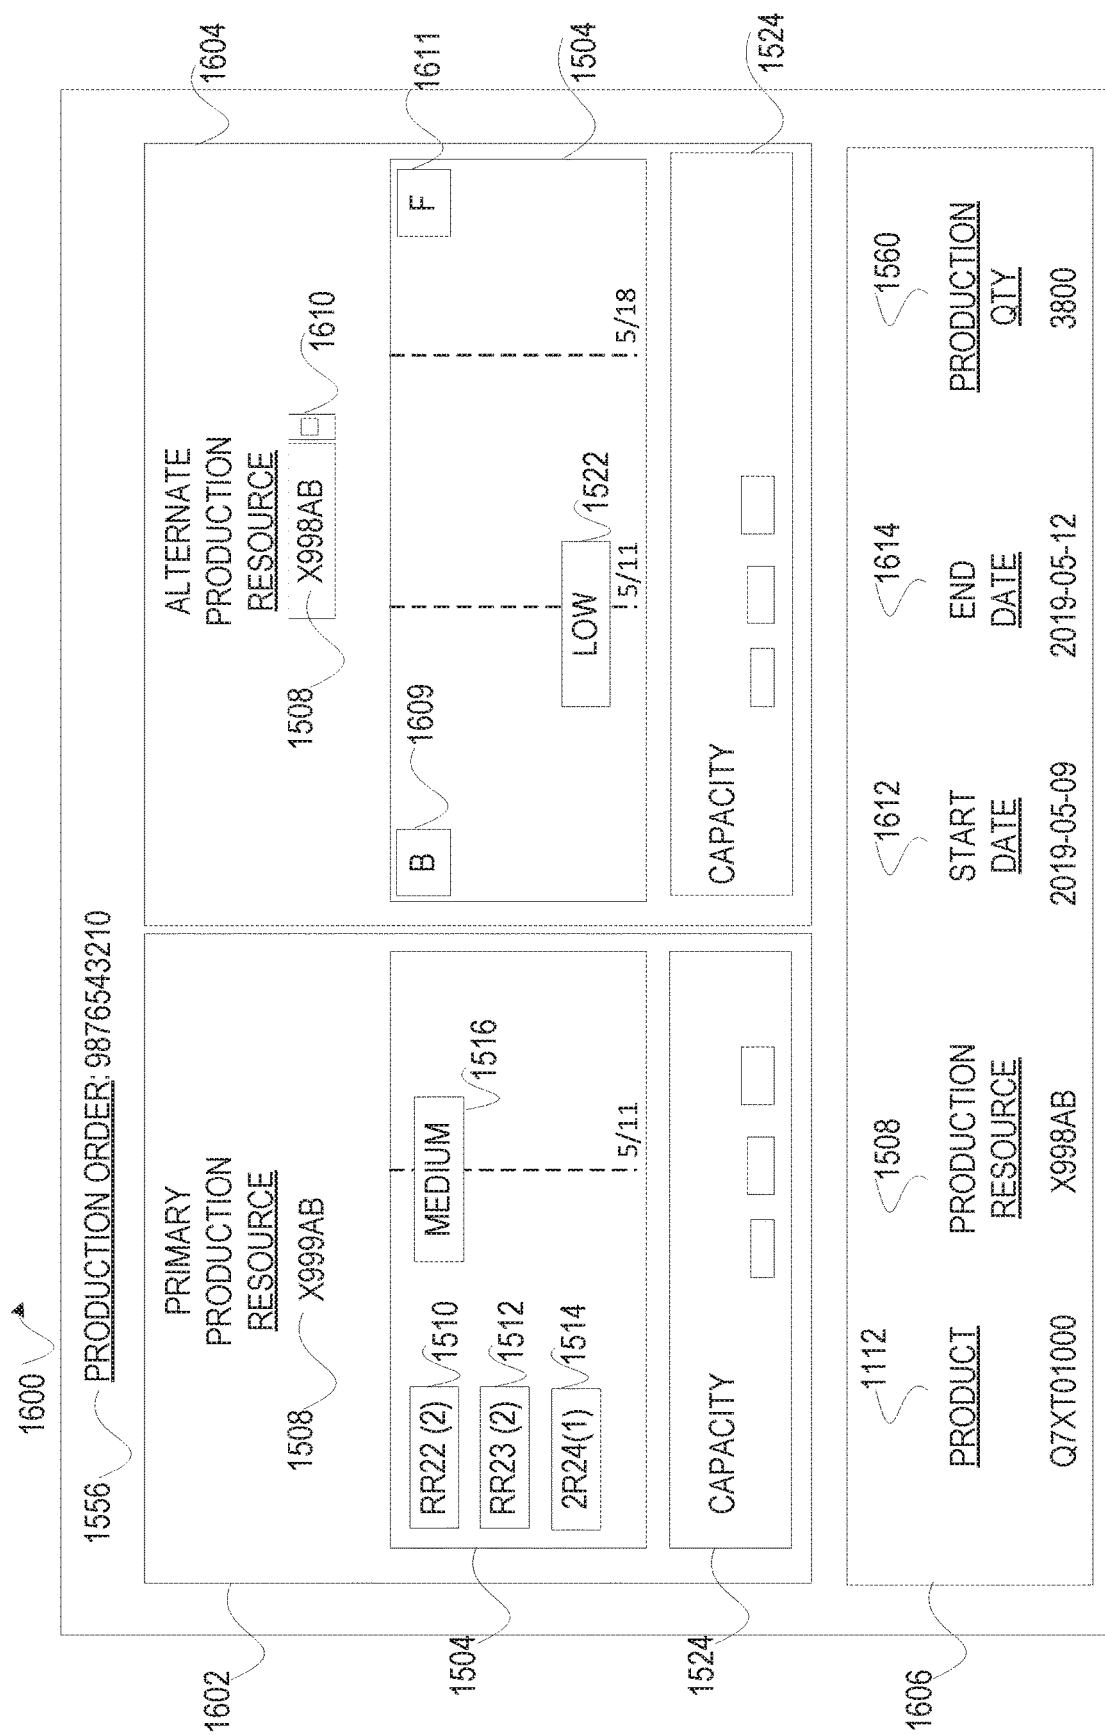 1600
1556 PRODUCTION ORDER: 9876543210
1602
PRIMARY
PRODUCTION
RESOURCE
1508 X999AB
1504
RR22 (2) 1510
RR23 (2) 1512
2R24(1) 1514
MEDIUM 1516
5/11
1524
CAPACITY
1604
ALTERNATE
PRODUCTION
RESOURCE
1508 X998AB 1610
B 1609
F 1611
1504
LOW 1522
5/11
5/18
CAPACITY
1524
1606
1112
PRODUCT
Q7XT01000
1508
PRODUCTION
RESOURCE
X998AB
1612
START
DATE
2019-05-09
1614
END
DATE
2019-05-12
1560
PRODUCTION
QTY
3800